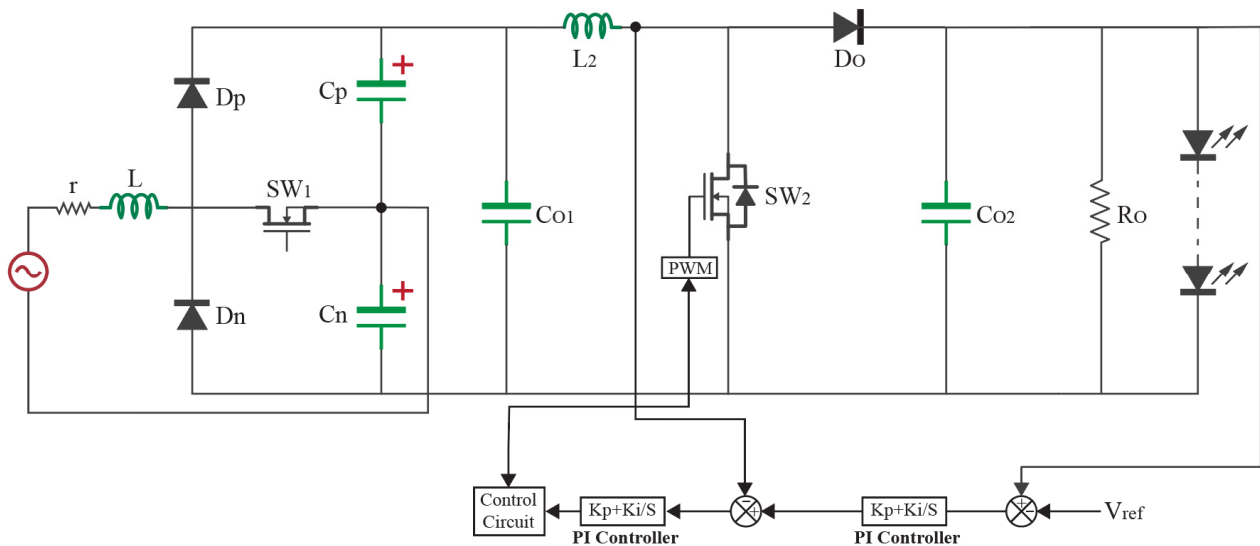 L2
DO
Dp
Cp
+
L
r
SW1
CO1
SW2
CO2
RO
PWM
Dn
Cn
+
Control
Circuit
Kp+Ki/S
PI Controller
−
+
Kp+Ki/S
PI Controller
+
−
Vref